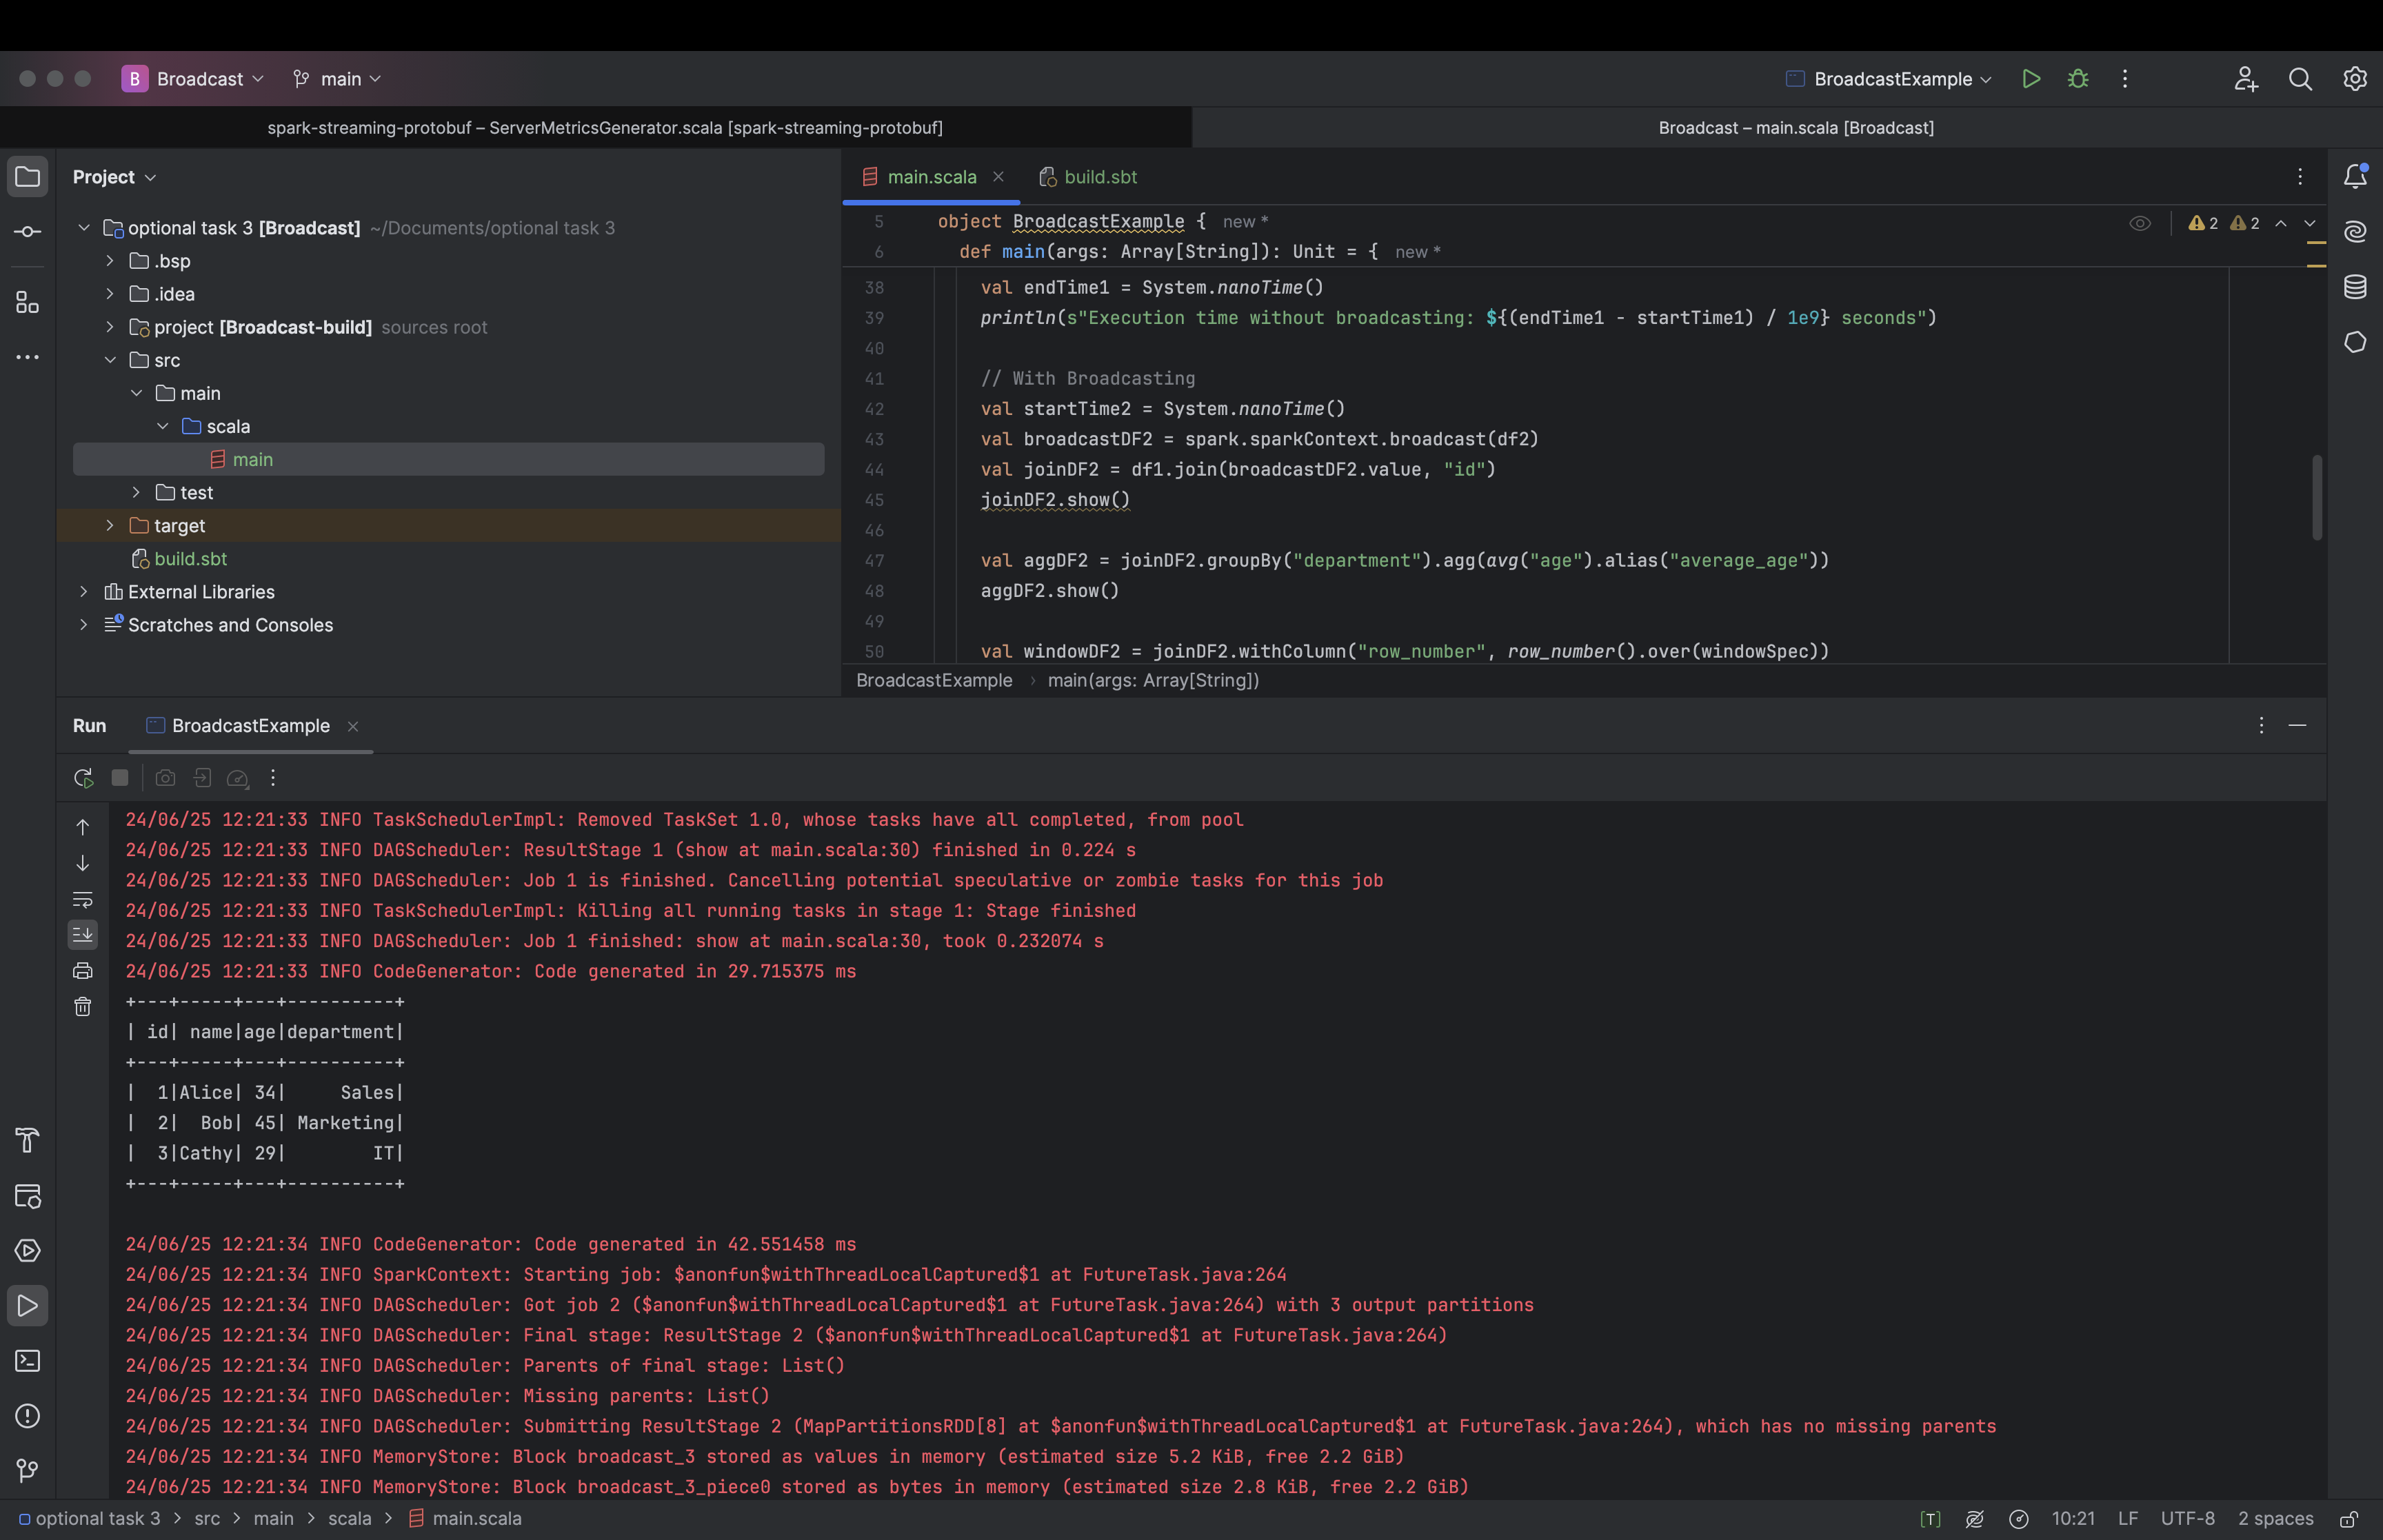 B Broadcast main BroadcastExample
spark-streaming-protobuf – ServerMetricsGenerator.scala [spark-streaming-protobuf]
Broadcast – main.scala [Broadcast]
Project
optional task 3 [Broadcast] ~/Documents/optional task 3
.bsp
.idea
project [Broadcast-build] sources root
src
main
scala
main
test
target
build.sbt
External Libraries
Scratches and Consoles
main.scala build.sbt
5 object BroadcastExample { new *
2 2
6 def main(args: Array[String]): Unit = { new *
38 val endTime1 = System.nanoTime()
39 println(s"Execution time without broadcasting: ${(endTime1 - startTime1) / 1e9} seconds")
40
41 // With Broadcasting
42 val startTime2 = System.nanoTime()
43 val broadcastDF2 = spark.sparkContext.broadcast(df2)
44 val joinDF2 = df1.join(broadcastDF2.value, "id")
45 joinDF2.show()
46
47 val aggDF2 = joinDF2.groupBy("department").agg(avg("age").alias("average_age"))
48 aggDF2.show()
49
50 val windowDF2 = joinDF2.withColumn("row_number", row_number().over(windowSpec))
BroadcastExample › main(args: Array[String])
Run BroadcastExample
24/06/25 12:21:33 INFO TaskSchedulerImpl: Removed TaskSet 1.0, whose tasks have all completed, from pool
24/06/25 12:21:33 INFO DAGScheduler: ResultStage 1 (show at main.scala:30) finished in 0.224 s
24/06/25 12:21:33 INFO DAGScheduler: Job 1 is finished. Cancelling potential speculative or zombie tasks for this job
24/06/25 12:21:33 INFO TaskSchedulerImpl: Killing all running tasks in stage 1: Stage finished
24/06/25 12:21:33 INFO DAGScheduler: Job 1 finished: show at main.scala:30, took 0.232074 s
24/06/25 12:21:33 INFO CodeGenerator: Code generated in 29.715375 ms
+---+-----+---+----------+
| id| name|age|department|
+---+-----+---+----------+
|  1|Alice| 34|     Sales|
|  2|  Bob| 45| Marketing|
|  3|Cathy| 29|        IT|
+---+-----+---+----------+
24/06/25 12:21:34 INFO CodeGenerator: Code generated in 42.551458 ms
24/06/25 12:21:34 INFO SparkContext: Starting job: $anonfun$withThreadLocalCaptured$1 at FutureTask.java:264
24/06/25 12:21:34 INFO DAGScheduler: Got job 2 ($anonfun$withThreadLocalCaptured$1 at FutureTask.java:264) with 3 output partitions
24/06/25 12:21:34 INFO DAGScheduler: Final stage: ResultStage 2 ($anonfun$withThreadLocalCaptured$1 at FutureTask.java:264)
24/06/25 12:21:34 INFO DAGScheduler: Parents of final stage: List()
24/06/25 12:21:34 INFO DAGScheduler: Missing parents: List()
24/06/25 12:21:34 INFO DAGScheduler: Submitting ResultStage 2 (MapPartitionsRDD[8] at $anonfun$withThreadLocalCaptured$1 at FutureTask.java:264), which has no missing parents
24/06/25 12:21:34 INFO MemoryStore: Block broadcast_3 stored as values in memory (estimated size 5.2 KiB, free 2.2 GiB)
24/06/25 12:21:34 INFO MemoryStore: Block broadcast_3_piece0 stored as bytes in memory (estimated size 2.8 KiB, free 2.2 GiB)
optional task 3 › src › main › scala › main.scala
[T] 10:21 LF UTF-8 2 spaces